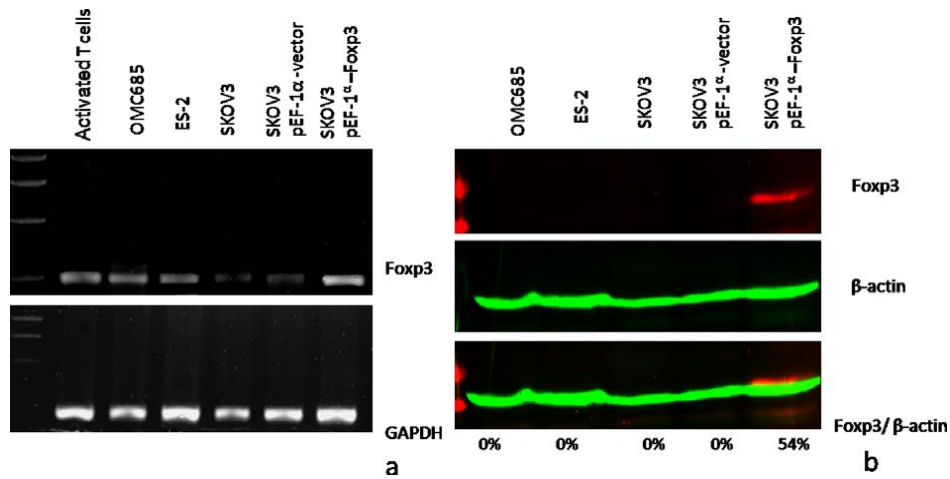 Activated T cells
OMC685
ES-2
SKOV3
SKOV3
pEF-1α-vector
SKOV3
pEF-1α–Foxp3
Foxp3
GAPDH
a
OMC685
ES-2
SKOV3
SKOV3
pEF-1α-vector
SKOV3
pEF-1α–Foxp3
Foxp3
β-actin
Foxp3/β-actin
0% 0% 0% 0% 54%
b